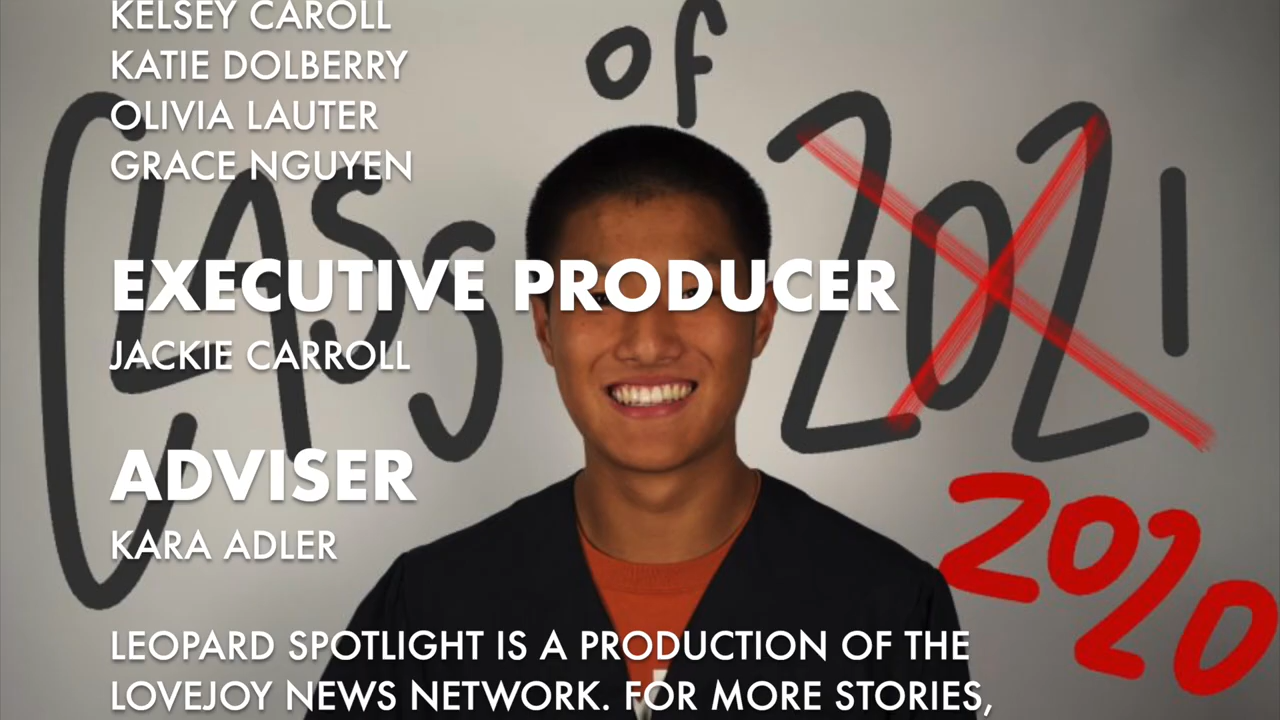 KELSEY CAROLL
KATIE DOLBERRY
OLIVIA LAUTER
GRACE NGUYEN
EXECUTIVE PRODUCER
JACKIE CARROLL
ADVISER
KARA ADLER
LEOPARD SPOTLIGHT IS A PRODUCTION OF THE
LOVEJOY NEWS NETWORK. FOR MORE STORIES,
of
CLASS 2021
2020